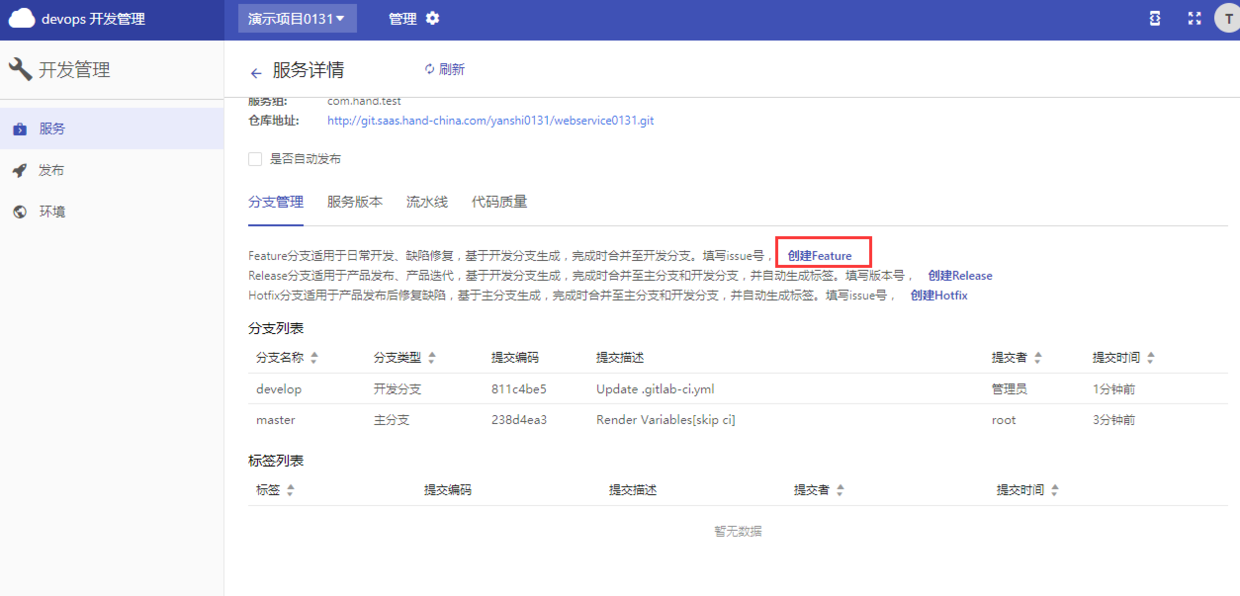 devops 开发管理 演示项目0131 管理 T
开发管理
服务
发布
环境
服务详情 刷新
服务组: com.hand.test
仓库地址: http://git.saas.hand-china.com/yanshi0131/webservice0131.git
是否自动发布
分支管理 服务版本 流水线 代码质量
Feature分支适用于日常开发、缺陷修复，基于开发分支生成，完成时合并至开发分支。填写issue号， 创建Feature
Release分支适用于产品发布、产品迭代，基于开发分支生成，完成时合并至主分支和开发分支，并自动生成标签。填写版本号， 创建Release
Hotfix分支适用于产品发布后修复缺陷，基于主分支生成，完成时合并至主分支和开发分支，并自动生成标签。填写issue号， 创建Hotfix
分支列表
分支名称 分支类型 提交编码 提交描述 提交者 提交时间
develop 开发分支 811c4be5 Update .gitlab-ci.yml 管理员 1分钟前
master 主分支 238d4ea3 Render Variables[skip ci] root 3分钟前
标签列表
标签 提交编码 提交描述 提交者 提交时间
暂无数据